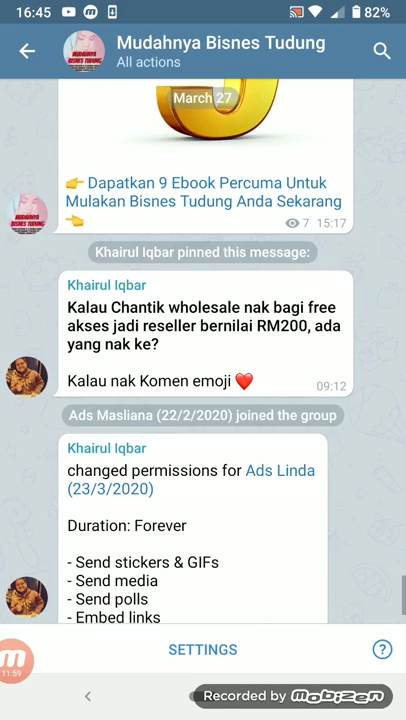 16:45
82%
Mudahnya Bisnes Tudung
All actions
March 27
👉 Dapatkan 9 Ebook Percuma Untuk
Mulakan Bisnes Tudung Anda Sekarang
👈
7 15:17
MUDAHNYA
BISNES TUDUNG
Khairul Iqbar pinned this message:
Khairul Iqbar
Kalau Chantik wholesale nak bagi free
akses jadi reseller bernilai RM200, ada
yang nak ke?
Kalau nak Komen emoji ❤️
09:12
Ads Masliana (22/2/2020) joined the group
Khairul Iqbar
changed permissions for Ads Linda
(23/3/2020)
Duration: Forever
- Send stickers & GIFs
- Send media
- Send polls
- Embed links
SETTINGS
?
11:59
Recorded by mobizen